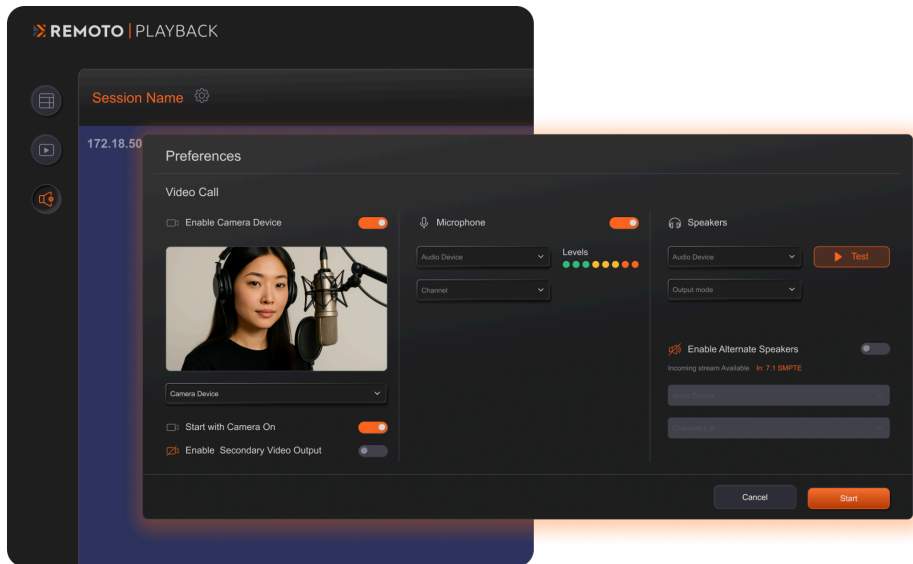 REMOTO | PLAYBACK
Session Name
172.18.50
Preferences
Video Call
Enable Camera Device
Camera Device
Start with Camera On
Enable Secondary Video Output
Microphone
Audio Device
Levels
Channel
Speakers
Audio Device
Test
Output mode
Enable Alternate Speakers
Incoming stream Available In: 7.1 SMPTE
Audio Device
Cancel
Start